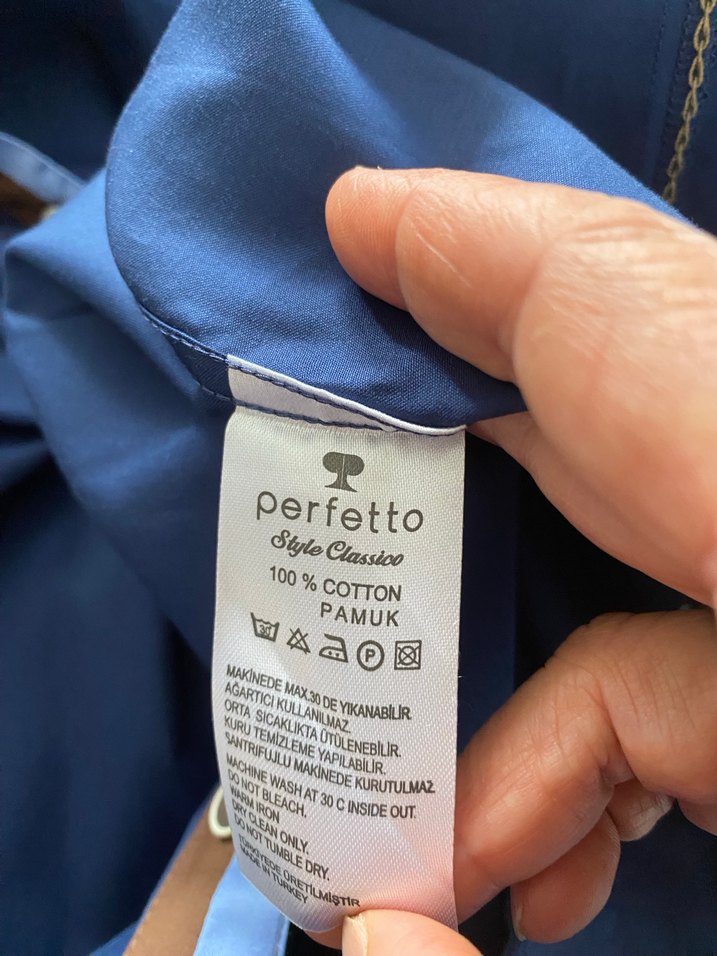 perfetto
Style Classico
100 % COTTON
PAMUK
30
P
MAKİNEDE MAX.30 DE YIKANABİLİR.
AĞARTICI KULLANILMAZ.
ORTA SICAKLIKTA ÜTÜLENEBİLİR.
KURU TEMİZLEME YAPILABİLİR.
SANTRIFUJLU MAKİNEDE KURUTULMAZ.
MACHINE WASH AT 30 C INSIDE OUT.
DO NOT BLEACH.
WARM IRON
DRY CLEAN ONLY.
DO NOT TUMBLE DRY.
TÜRKİYEDE ÜRETİLMİŞTİR
MADE IN TURKEY